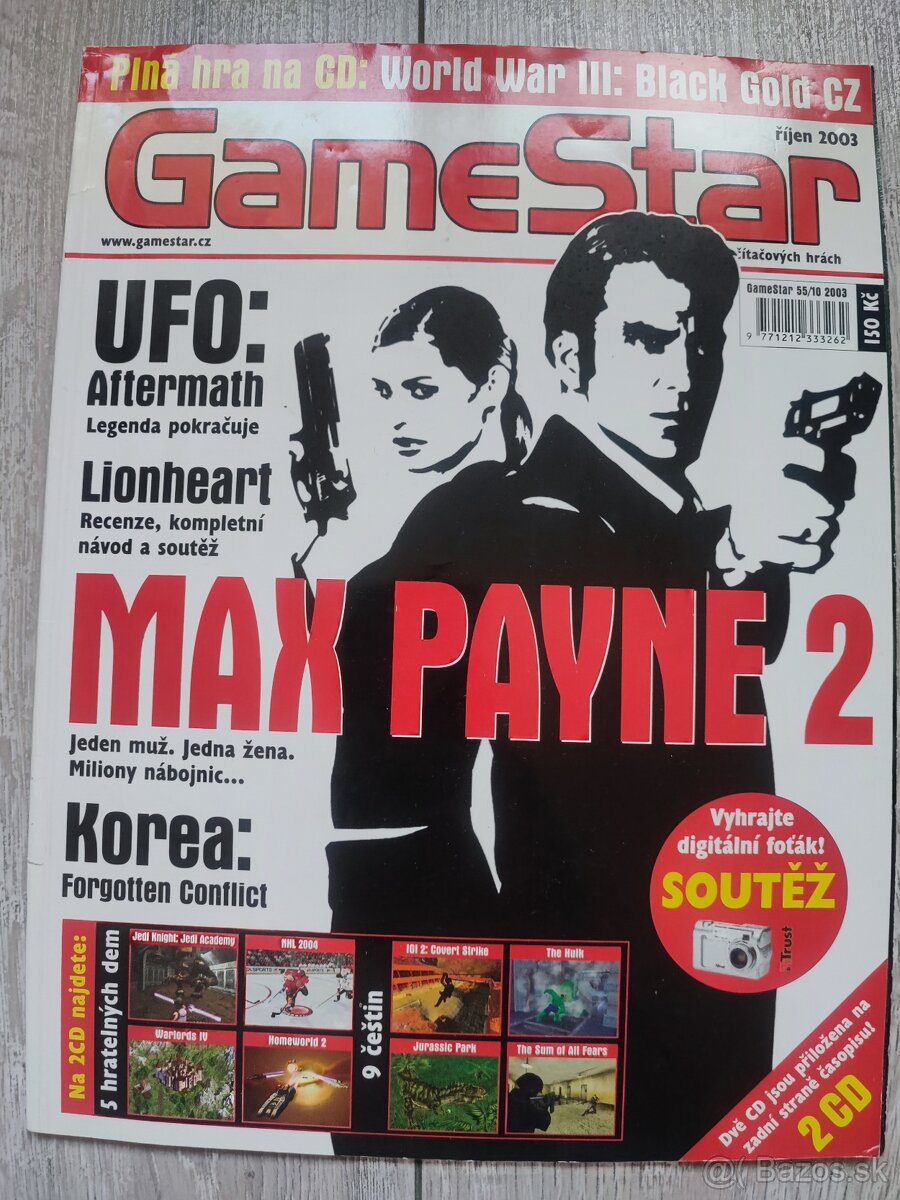 Plná hra na CD: World War III: Black Gold CZ
GameStar
říjen 2003
www.gamestar.cz
čítačových hrách
GameStar 55/10 2003
9 771212 333262
150 Kč
UFO:
Aftermath
Legenda pokračuje
Lionheart
Recenze, kompletní
návod a soutěž
MAX PAYNE 2
Jeden muž. Jedna žena.
Miliony nábojnic...
Korea:
Forgotten Conflict
Vyhrajte
digitální foťák!
SOUTĚŽ
Trust
Na 2CD najdete:
5 hratelných dem
Jedi Knight: Jedi Academy
NHL 2004
Warlords IV
Homeworld 2
9 čeština
IGI 2: Covert Strike
The Hulk
Jurassic Park
The Sum of All Fears
Dvě CD jsou přiložena na
zadní straně časopisu!
2 CD
@( Bazos.sk